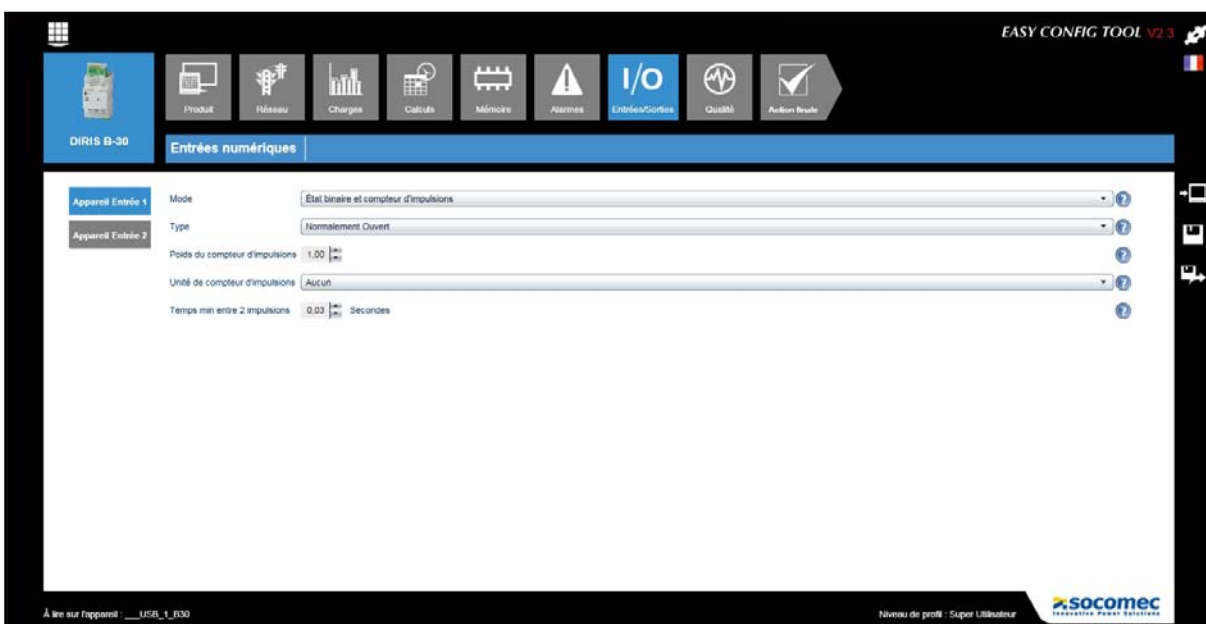 EASY CONFIG TOOL V2.3
DIRIS B-30
Produit
Réseau
Charges
Calculs
Mémoire
Alarmes
I/O
Entrées/Sorties
Qualité
Action finale
Entrées numériques
Appareil Entrée 1
Appareil Entrée 2
Mode
État binaire et compteur d'impulsions
Type
Normalement Ouvert
Poids du compteur d'impulsions
1,00
Unité de compteur d'impulsions
Aucun
Temps min entre 2 impulsions
0,03
Secondes
À lire sur l'appareil : ___USB_1_B30
Niveau de profil : Super Utilisateur
socomec
Innovative Power Solutions